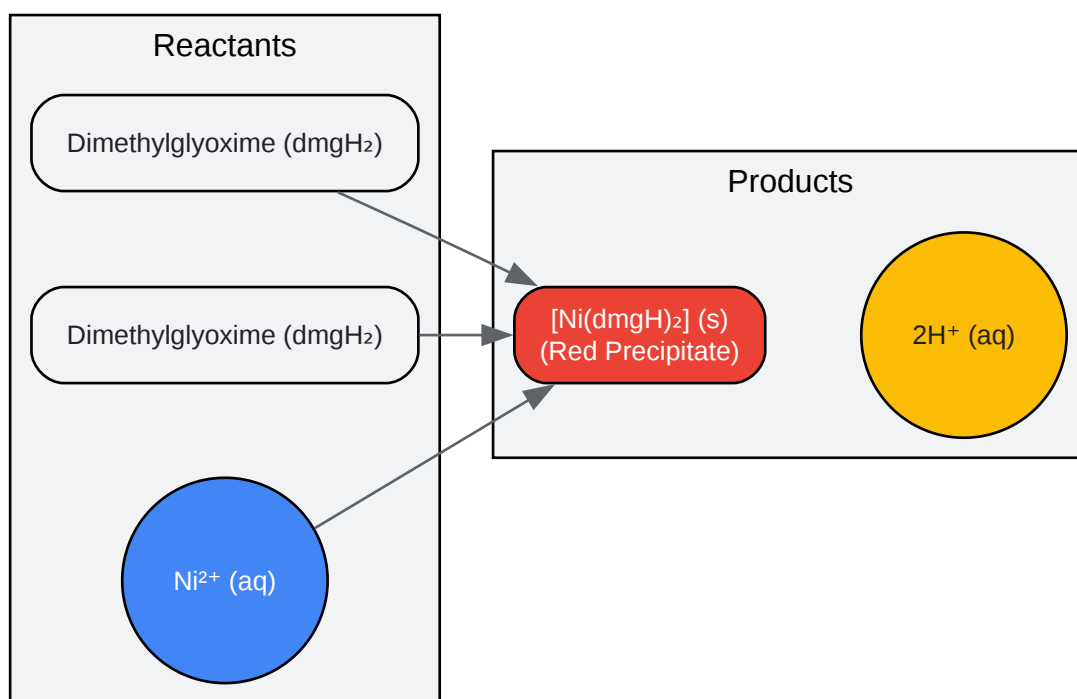 Reactants
Dimethylglyoxime (dmgH₂)
Dimethylglyoxime (dmgH₂)
Ni²⁺ (aq)
Products
[Ni(dmgH)₂] (s)
(Red Precipitate)
2H⁺ (aq)